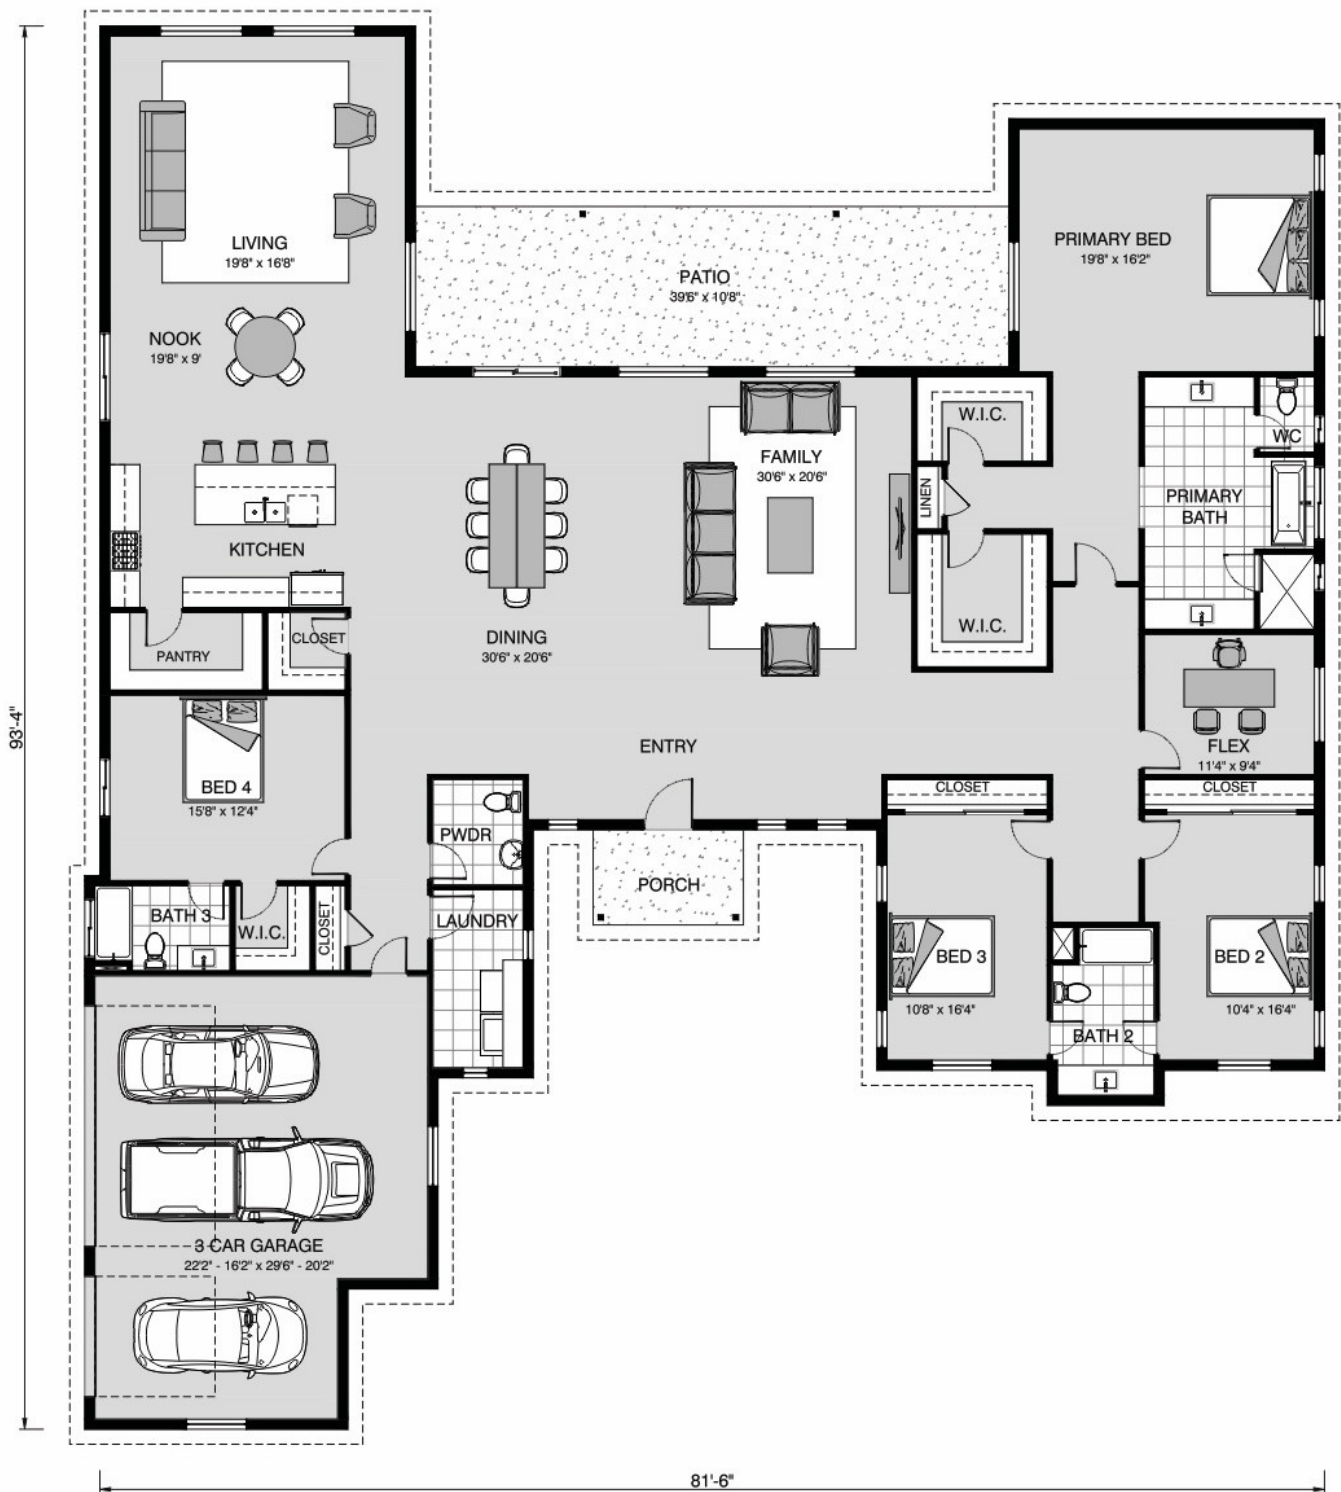 LIVING
19'8" x 16'8"
PRIMARY BED
19'8" x 16'2"
PATIO
39'6" x 10'8"
NOOK
19'8" x 9'
W.I.C.
WC
FAMILY
30'6" x 20'6"
LINEN
PRIMARY
BATH
KITCHEN
W.I.C.
CLOSET
DINING
30'6" x 20'6"
PANTRY
93'-4"
ENTRY
FLEX
11'4" x 9'4"
BED 4
15'8" x 12'4"
CLOSET
CLOSET
PWDR
PORCH
BATH 3
W.I.C.
CLOSET
LAUNDRY
BED 3
10'8" x 16'4"
BED 2
10'4" x 16'4"
BATH 2
3 CAR GARAGE
22'2" - 16'2" x 29'6" - 20'2"
81'-6"